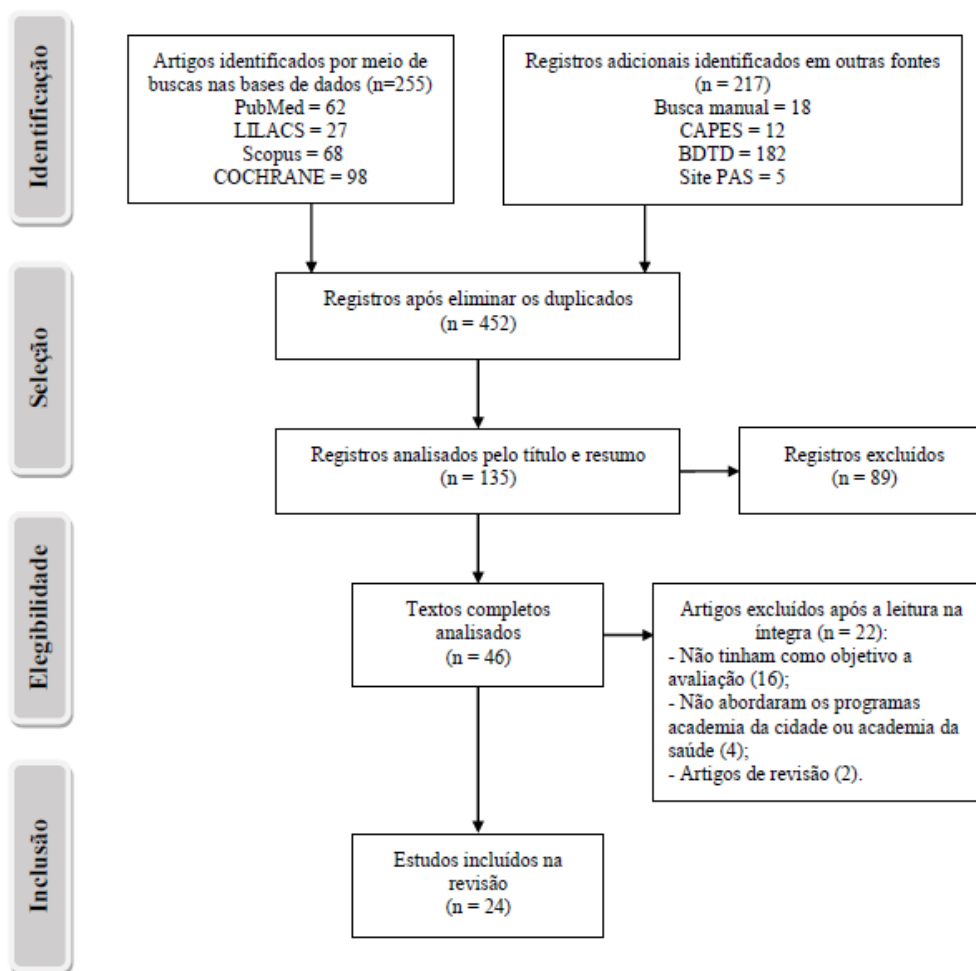 Identificação
Artigos identificados por meio de
buscas nas bases de dados (n=255)
PubMed = 62
LILACS = 27
Scopus = 68
COCHRANE = 98
Registros adicionais identificados em outras fontes
(n = 217)
Busca manual = 18
CAPES = 12
BDTD = 182
Site PAS = 5
Seleção
Registros após eliminar os duplicados
(n = 452)
Registros analisados pelo título e resumo
(n = 135)
Registros excluídos
(n = 89)
Elegibilidade
Textos completos
analisados
(n = 46)
Artigos excluídos após a leitura na
íntegra (n = 22):
- Não tinham como objetivo a
avaliação (16);
- Não abordaram os programas
academia da cidade ou academia da
saúde (4);
- Artigos de revisão (2).
Inclusão
Estudos incluídos na
revisão
(n = 24)